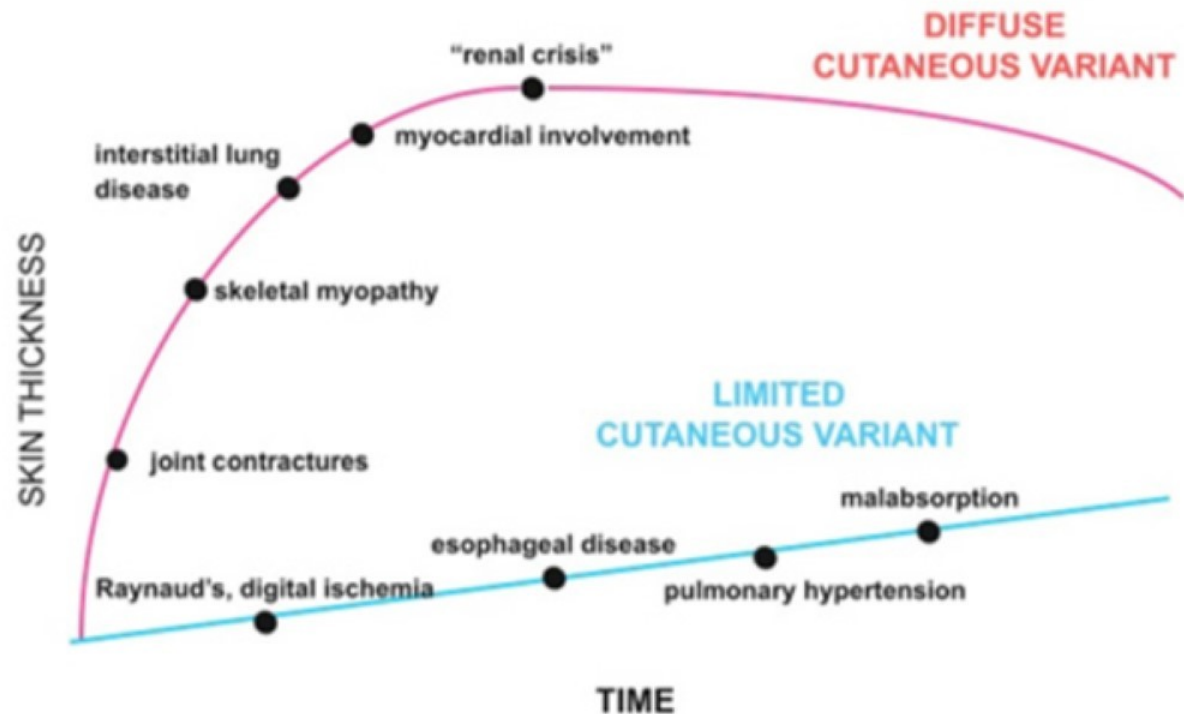 DIFFUSE
CUTANEOUS VARIANT
“renal crisis”
myocardial involvement
interstitial lung
disease
skeletal myopathy
SKIN THICKNESS
LIMITED
CUTANEOUS VARIANT
joint contractures
malabsorption
esophageal disease
Raynaud’s, digital ischemia
pulmonary hypertension
TIME